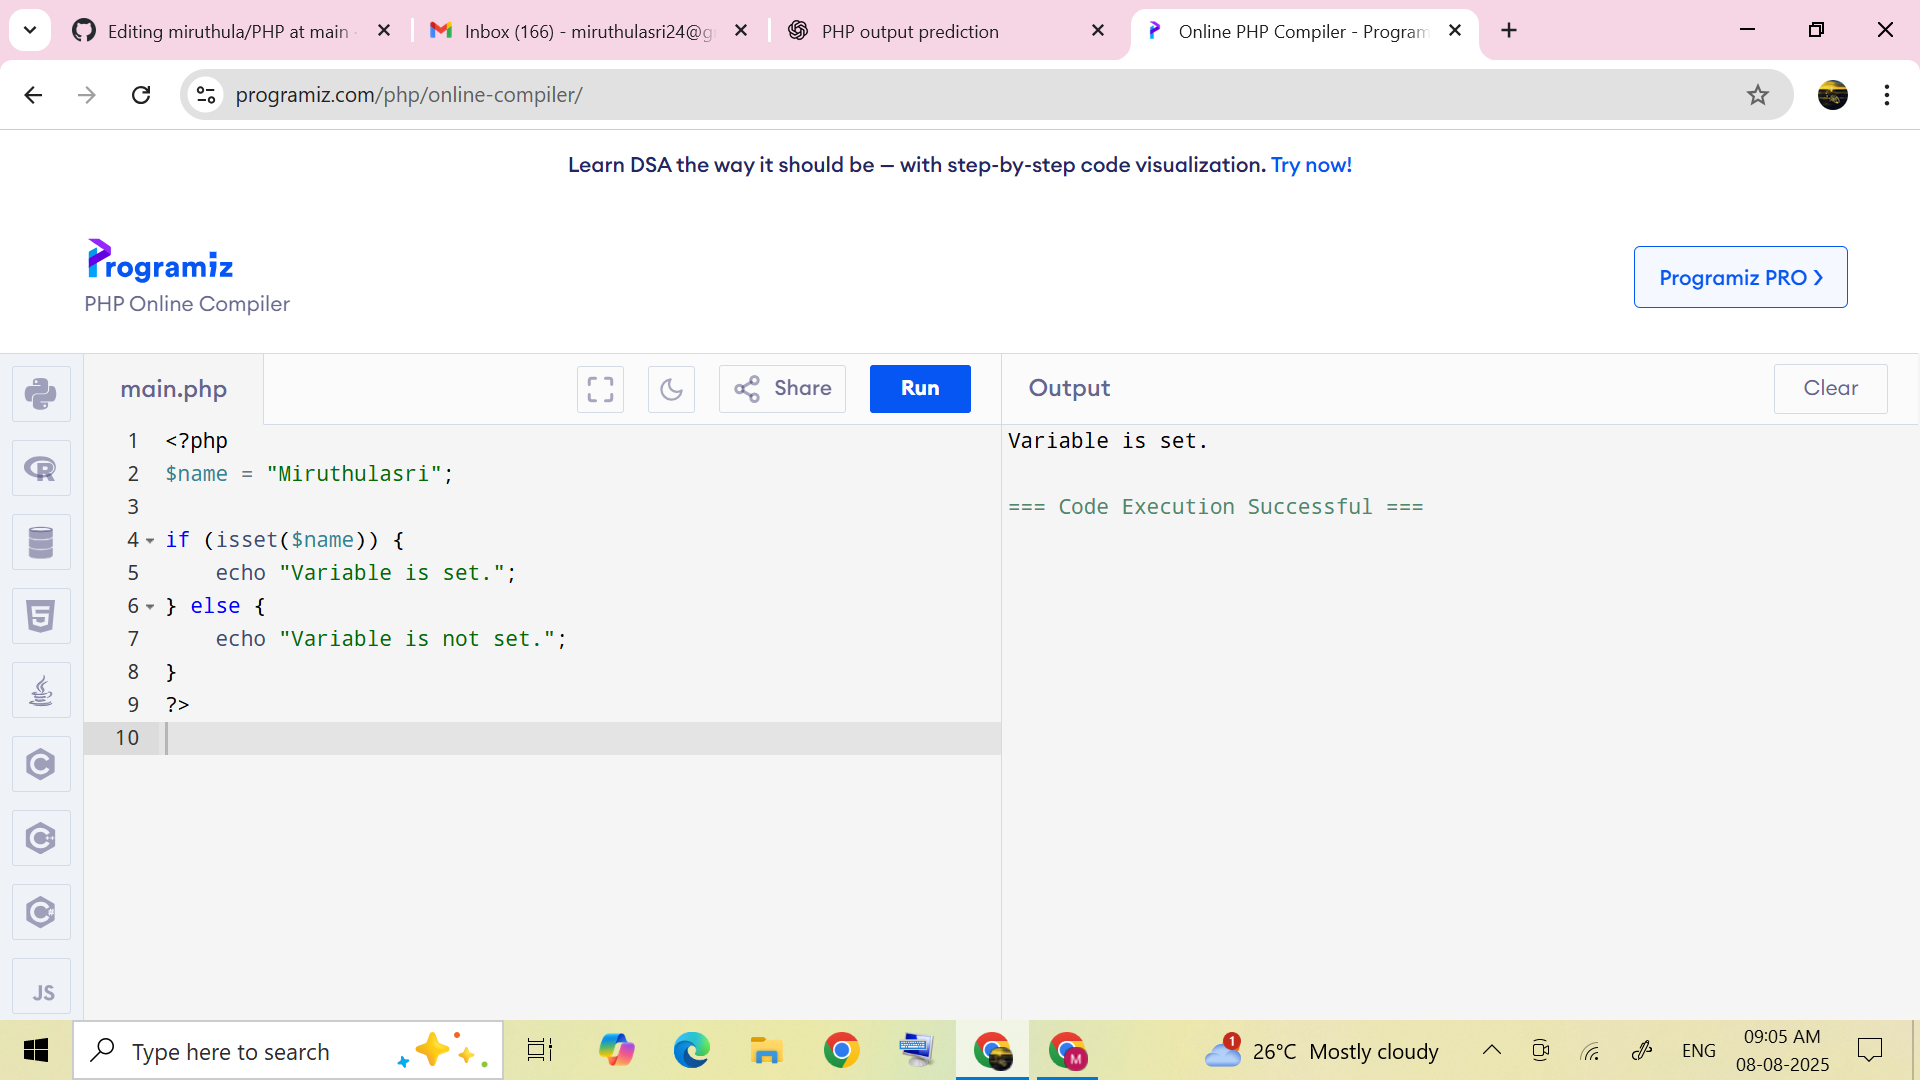 Editing miruthula/PHP at main
Inbox (166) - miruthulasri24@g
PHP output prediction
Online PHP Compiler - Program
programiz.com/php/online-compiler/
Learn DSA the way it should be — with step-by-step code visualization. Try now!
Programiz
PHP Online Compiler
Programiz PRO ›
main.php
Share
Run
Output
Clear
1 <?php
2 $name = "Miruthulasri";
3
4 if (isset($name)) {
5     echo "Variable is set.";
6 } else {
7     echo "Variable is not set.";
8 }
9 ?>
10
Variable is set.
=== Code Execution Successful ===
JS
Type here to search
M
1
26°C Mostly cloudy
ENG
09:05 AM
08-08-2025